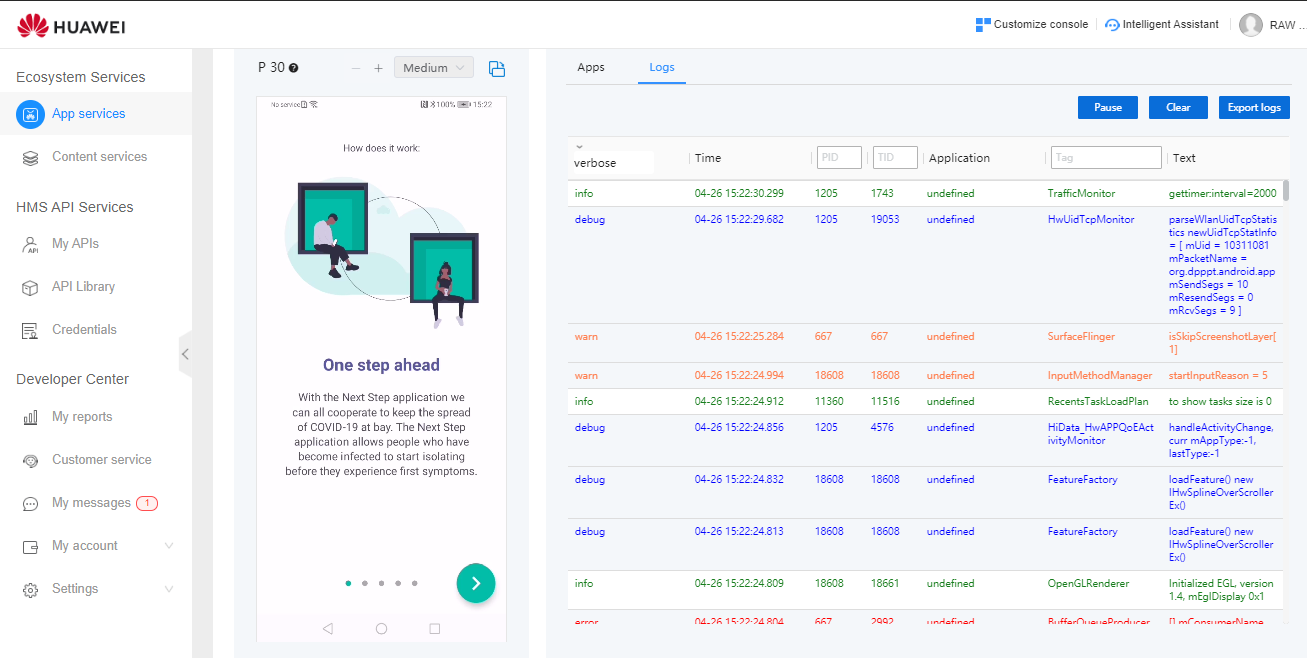 HUAWEI
Customize console
Intelligent Assistant
RAW ...
Ecosystem Services
App services
Content services
HMS API Services
My APIs
API Library
Credentials
Developer Center
My reports
Customer service
My messages 1
My account
Settings
P 30
Medium
No service 100% 15:22
How does it work:
One step ahead
With the Next Step application we
can all cooperate to keep the spread
of COVID-19 at bay. The Next Step
application allows people who have
become infected to start isolating
before they experience first symptoms.
Apps Logs
Pause Clear Export logs
verbose Time PID TID Application Tag Text
info 04-26 15:22:30.299 1205 1743 undefined TrafficMonitor gettimer:interval=2000
debug 04-26 15:22:29.682 1205 19053 undefined HwUidTcpMonitor parseWlanUidTcpStatis
tics newUidTcpStatInfo
= [ mUid = 10311081
mPacketName =
org.dpppt.android.app
mSendSegs = 10
mResendSegs = 0
mRcvSegs = 9 ]
warn 04-26 15:22:25.284 667 667 undefined SurfaceFlinger isSkipScreenshotLayer[
1]
warn 04-26 15:22:24.994 18608 18608 undefined InputMethodManager startInputReason = 5
info 04-26 15:22:24.912 11360 11516 undefined RecentsTaskLoadPlan to show tasks size is 0
debug 04-26 15:22:24.856 1205 4576 undefined HiData_HwAPPQoEAct handleActivityChange,
ivityMonitor curr mAppType:-1,
lastType:-1
debug 04-26 15:22:24.832 18608 18608 undefined FeatureFactory loadFeature() new
IHwSplineOverScroller
Ex()
debug 04-26 15:22:24.813 18608 18608 undefined FeatureFactory loadFeature() new
IHwSplineOverScroller
Ex()
info 04-26 15:22:24.809 18608 18661 undefined OpenGLRenderer Initialized EGL, version
1.4, mEglDisplay 0x1
error 04-26 15:22:24.804 667 2992 undefined BufferQueueProducer [] mConsumerName